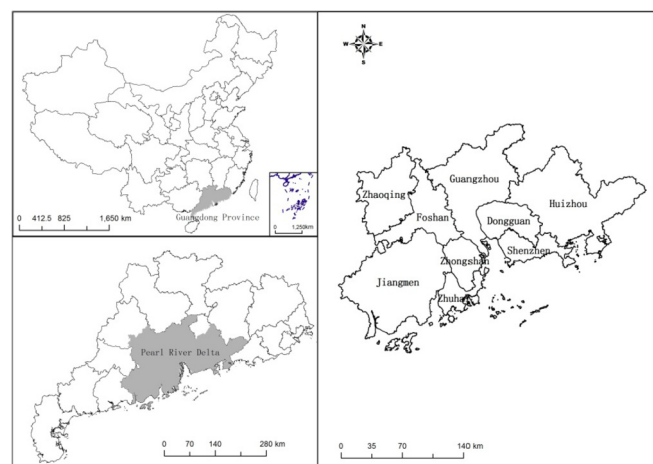 Guangdong Province
0 412.5 825 1,650 km
0 1,250km
Pearl River Delta
0 70 140 280 km
N
W E
S
Guangzhou
Zhaoqing
Huizhou
Foshan
Dongguan
Shenzhen
Zhongshan
Jiangmen
Zhuhai
0 35 70 140 km